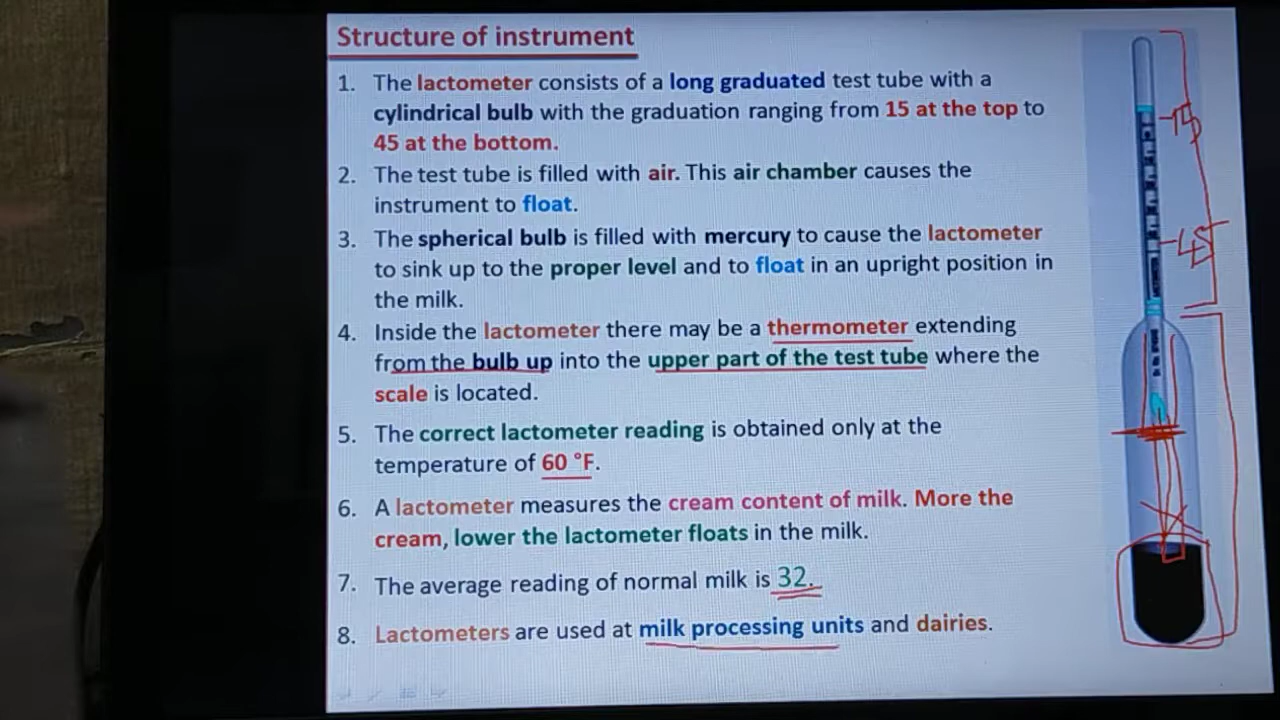 Structure of instrument
1. The lactometer consists of a long graduated test tube with a
cylindrical bulb with the graduation ranging from 15 at the top to
45 at the bottom.
2. The test tube is filled with air. This air chamber causes the
instrument to float.
3. The spherical bulb is filled with mercury to cause the lactometer
to sink up to the proper level and to float in an upright position in
the milk.
4. Inside the lactometer there may be a thermometer extending
from the bulb up into the upper part of the test tube where the
scale is located.
5. The correct lactometer reading is obtained only at the
temperature of 60 °F.
6. A lactometer measures the cream content of milk. More the
cream, lower the lactometer floats in the milk.
7. The average reading of normal milk is 32.
8. Lactometers are used at milk processing units and dairies.
15
45